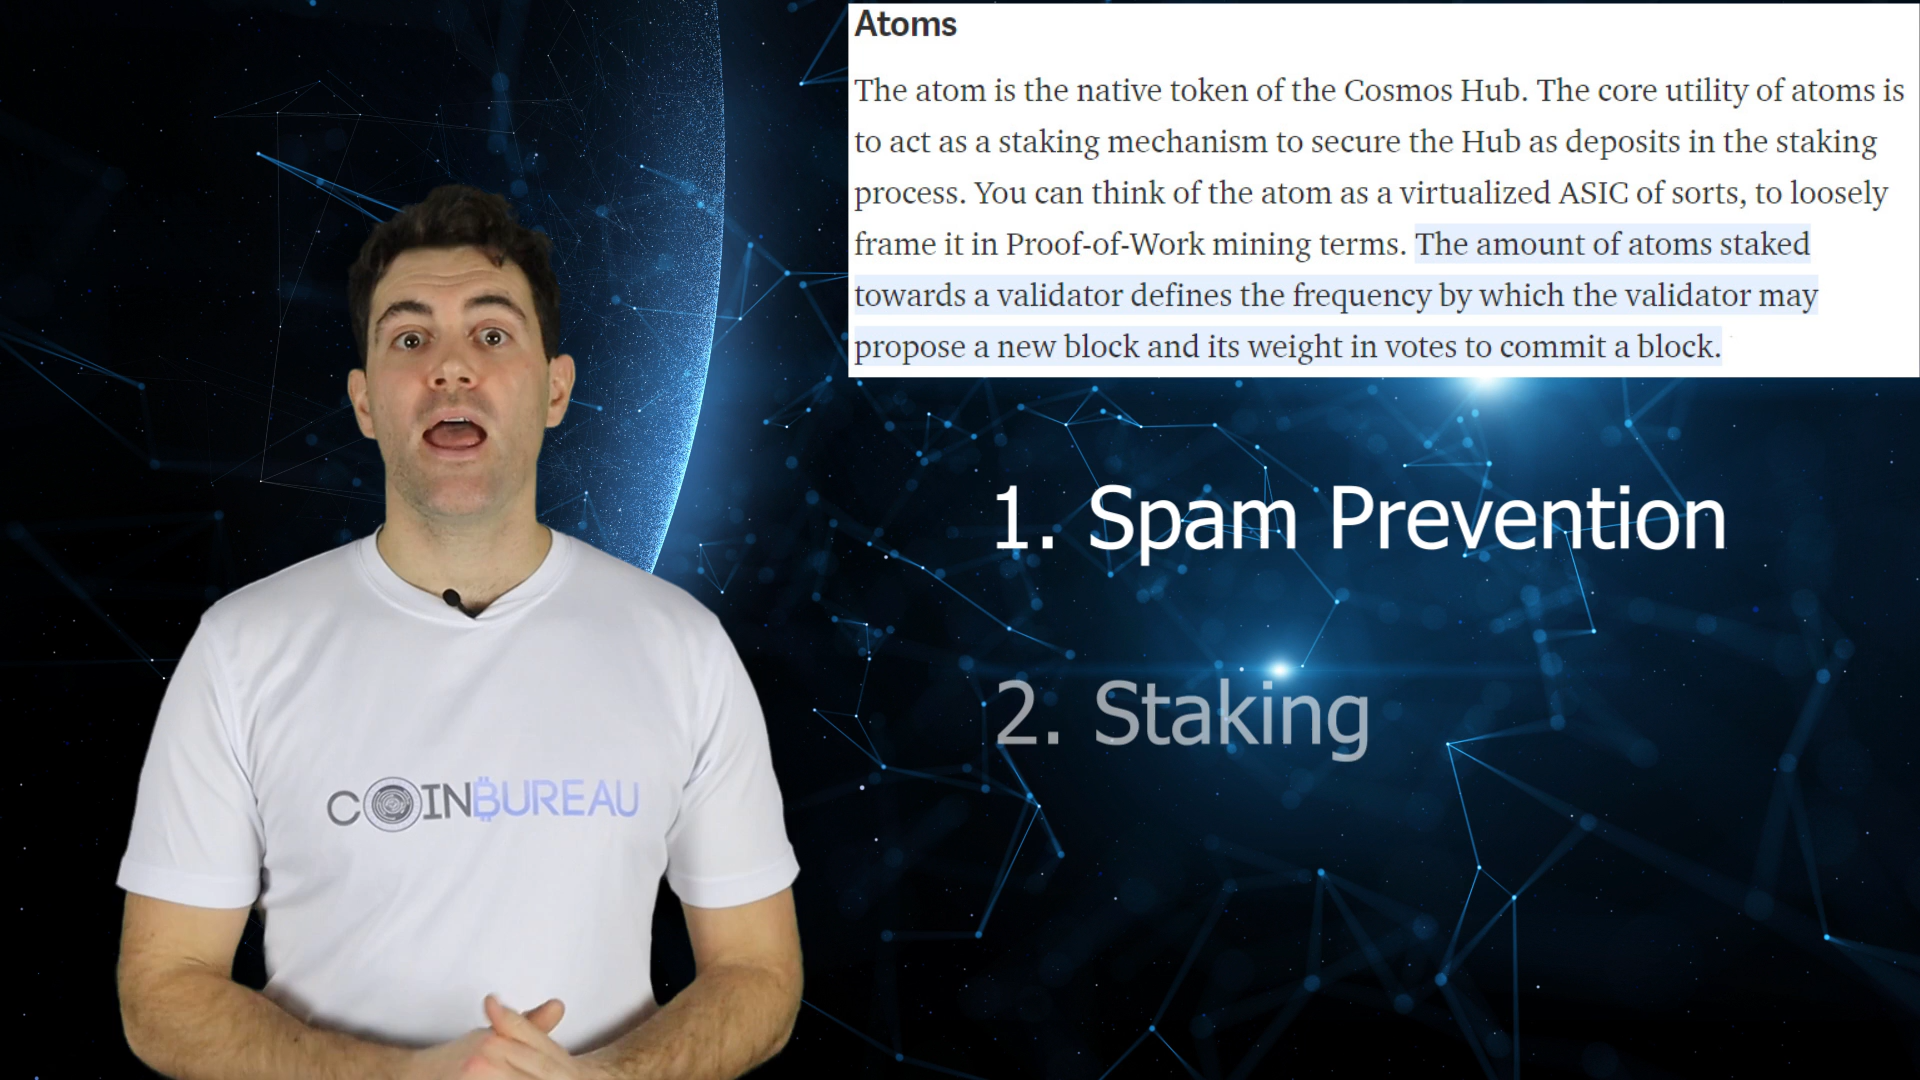 Atoms
The atom is the native token of the Cosmos Hub. The core utility of atoms is
to act as a staking mechanism to secure the Hub as deposits in the staking
process. You can think of the atom as a virtualized ASIC of sorts, to loosely
frame it in Proof-of-Work mining terms. The amount of atoms staked
towards a validator defines the frequency by which the validator may
propose a new block and its weight in votes to commit a block.
1. Spam Prevention
2. Staking
COINBUREAU